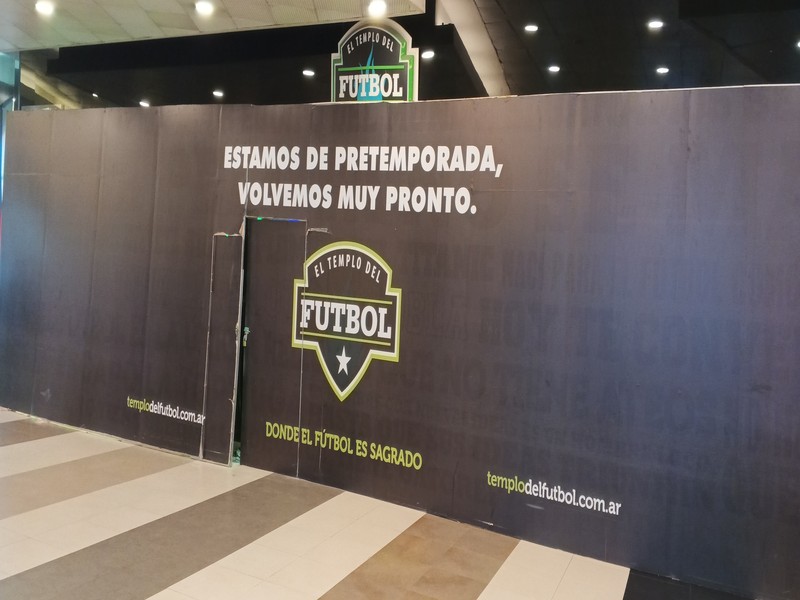 EL TEMPLO DEL
FUTBOL
ESTAMOS DE PRETEMPORADA,
VOLVEMOS MUY PRONTO.
EL TEMPLO DEL
FUTBOL
templodelfutbol.com.ar
DONDE EL FÚTBOL ES SAGRADO
templodelfutbol.com.ar